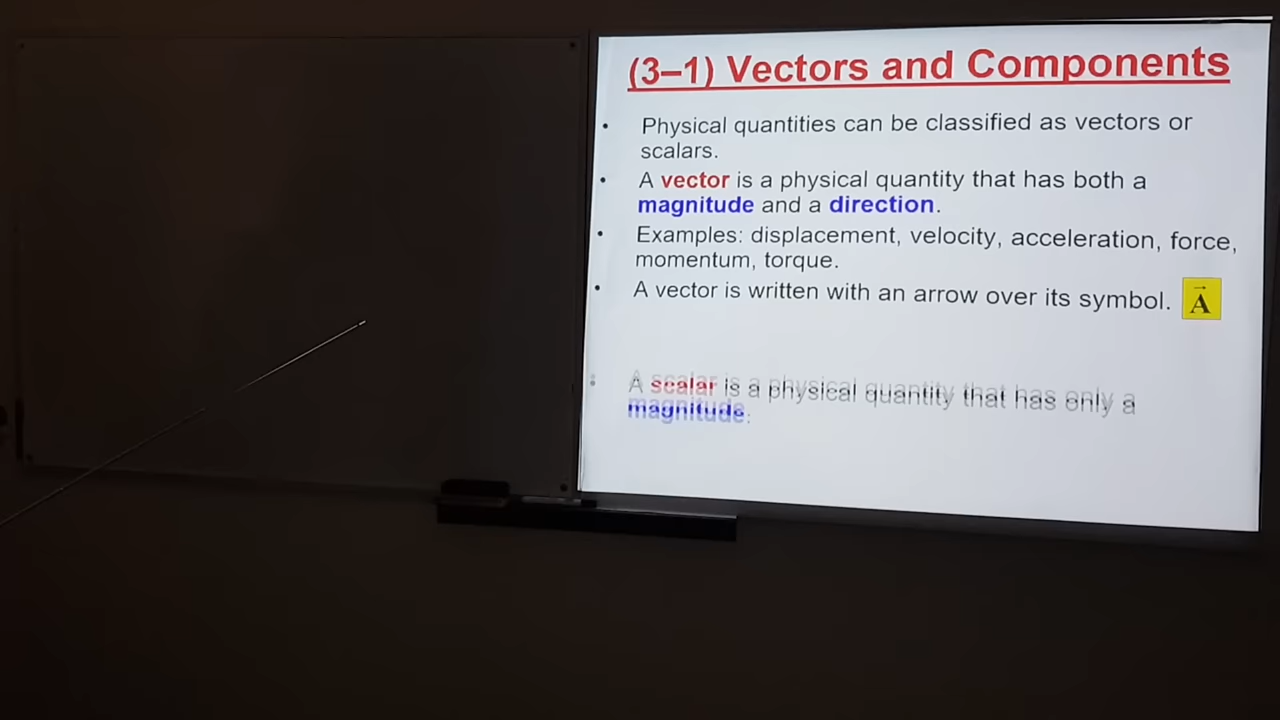 (3–1) Vectors and Components
• Physical quantities can be classified as vectors or
scalars.
• A vector is a physical quantity that has both a
magnitude and a direction.
• Examples: displacement, velocity, acceleration, force,
momentum, torque.
• A vector is written with an arrow over its symbol. A⃗
• A scalar is a physical quantity that has only a
magnitude.